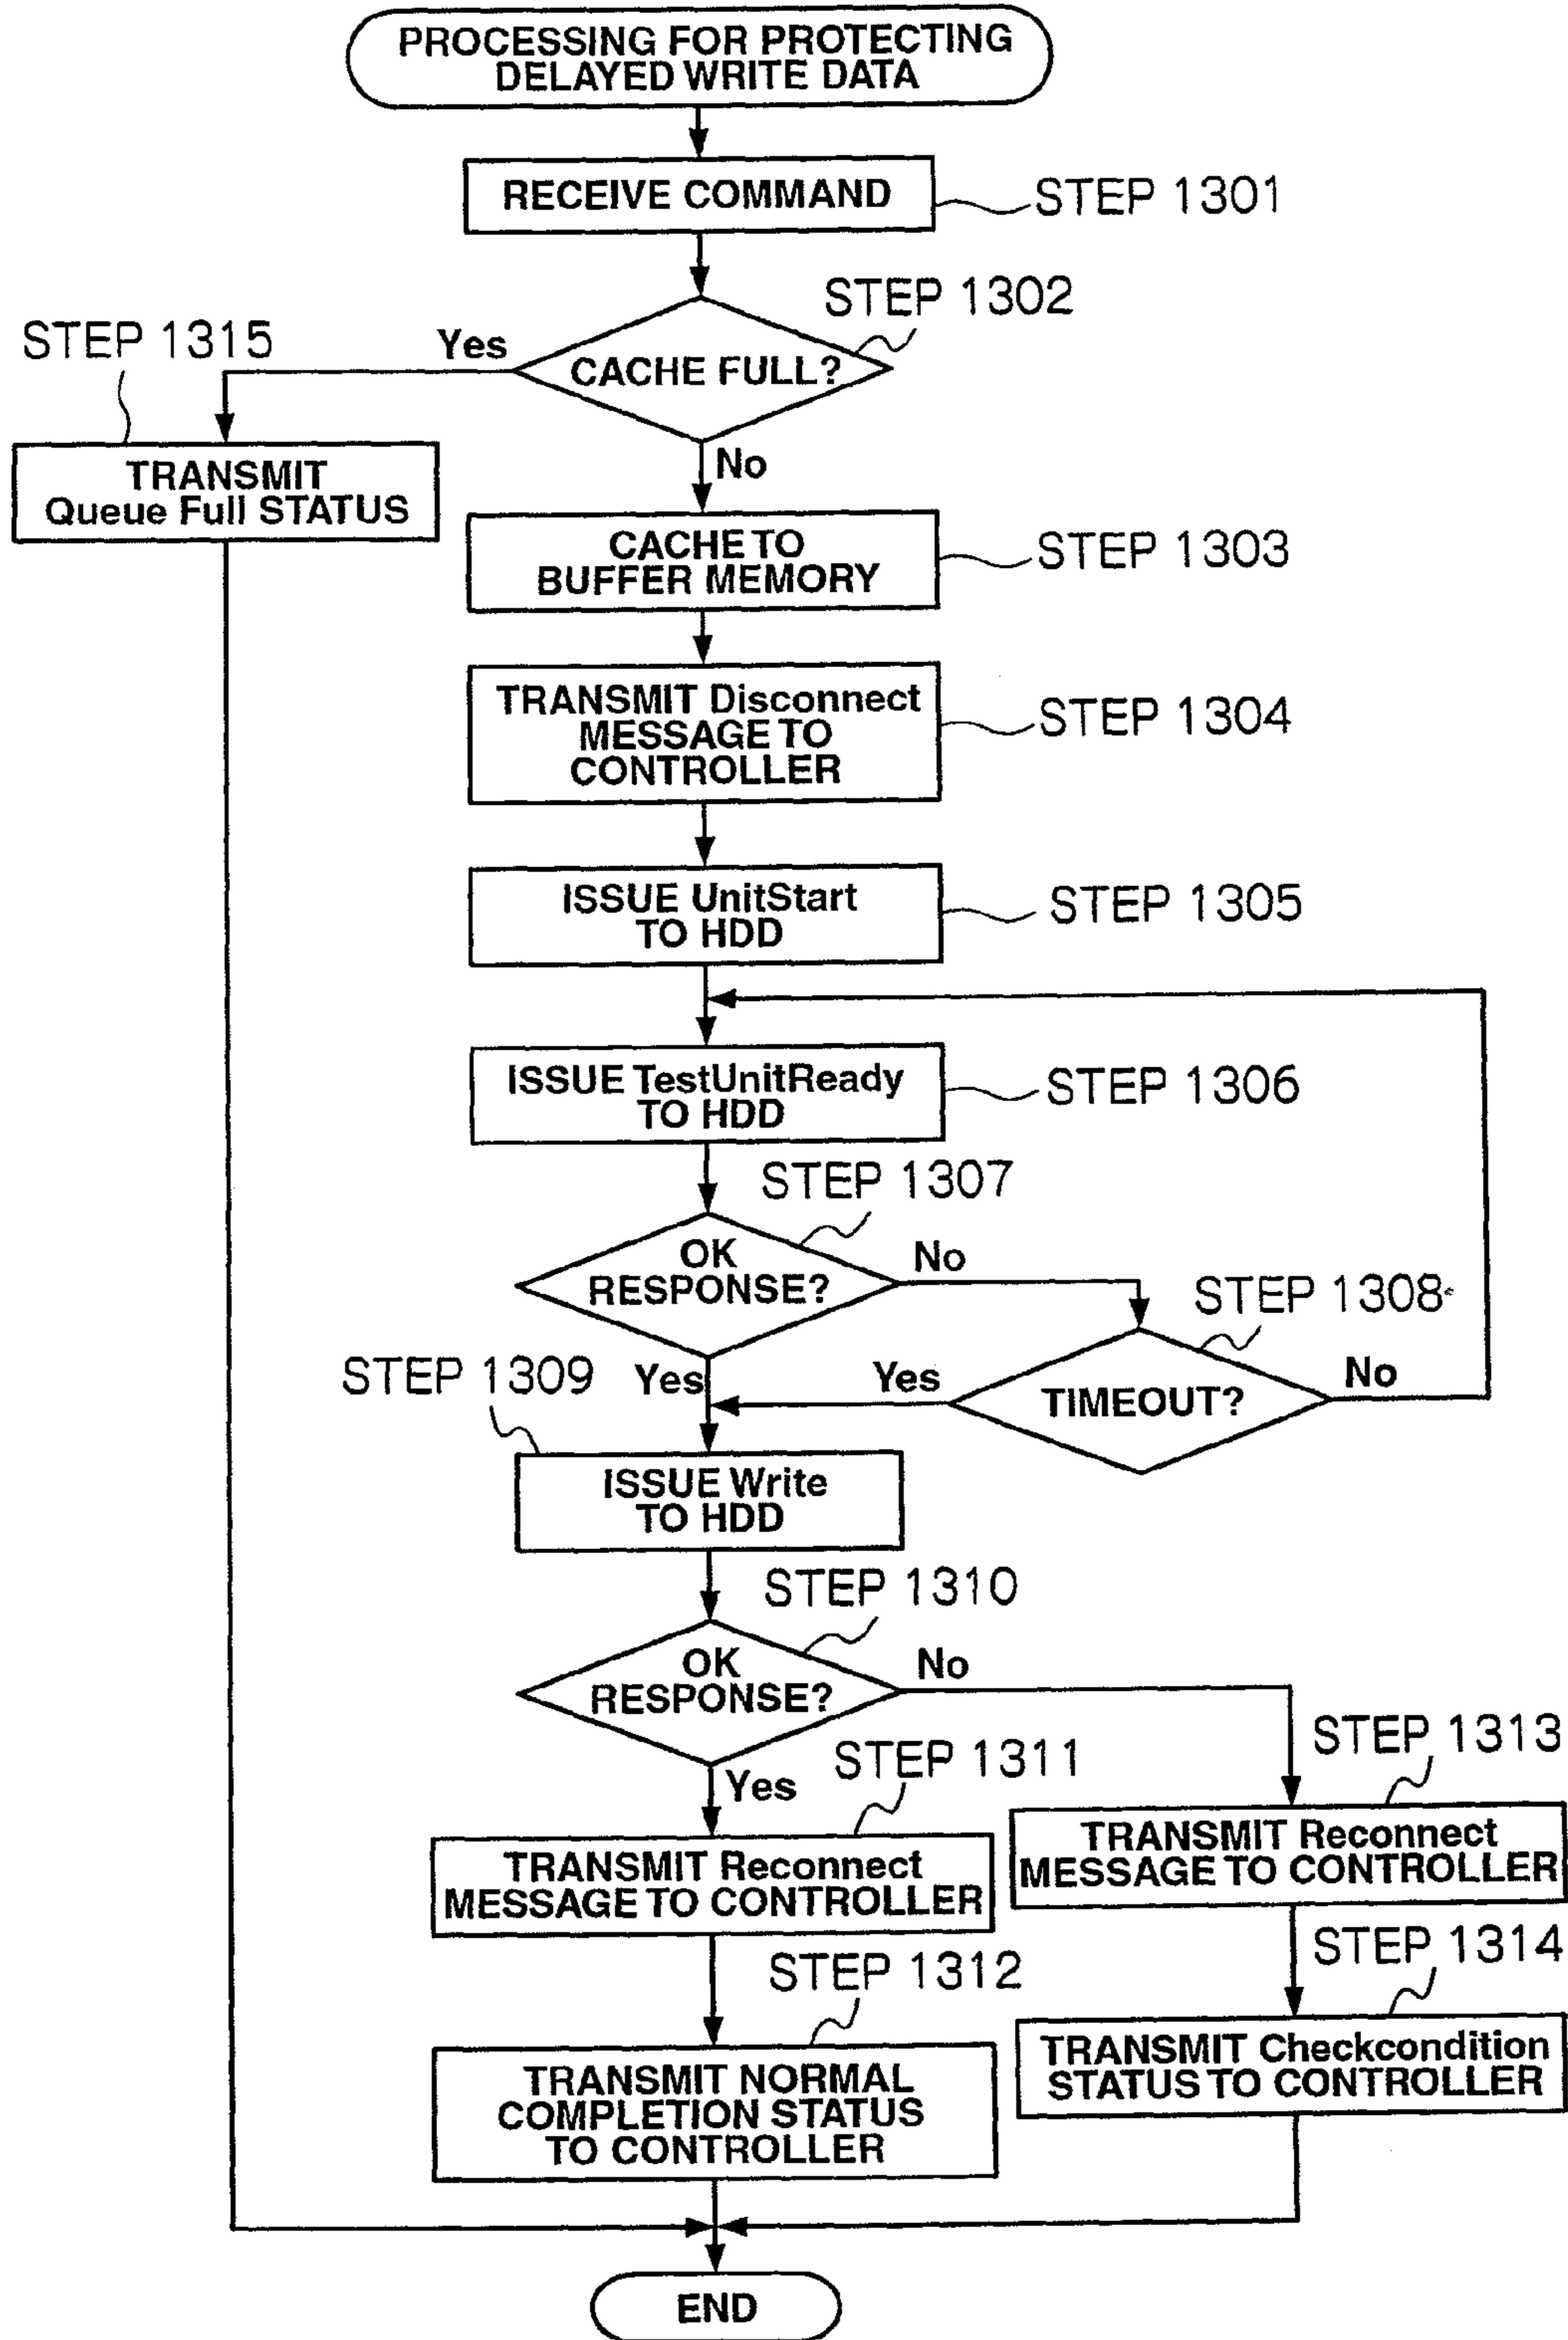 PROCESSING FOR PROTECTING
DELAYED WRITE DATA
RECEIVE COMMAND
STEP 1301
STEP 1302
STEP 1315
Yes
CACHE FULL?
No
TRANSMIT
Queue Full STATUS
CACHE TO
BUFFER MEMORY
STEP 1303
TRANSMIT Disconnect
MESSAGE TO
CONTROLLER
STEP 1304
ISSUE UnitStart
TO HDD
STEP 1305
ISSUE TestUnitReady
TO HDD
STEP 1306
STEP 1307
OK
RESPONSE?
No
STEP 1308
STEP 1309
Yes
Yes
TIMEOUT?
No
ISSUE Write
TO HDD
STEP 1310
OK
RESPONSE?
No
STEP 1313
STEP 1311
Yes
TRANSMIT Reconnect
MESSAGE TO CONTROLLER
TRANSMIT Reconnect
MESSAGE TO CONTROLLER
STEP 1314
STEP 1312
TRANSMIT Checkcondition
STATUS TO CONTROLLER
TRANSMIT NORMAL
COMPLETION STATUS
TO CONTROLLER
END